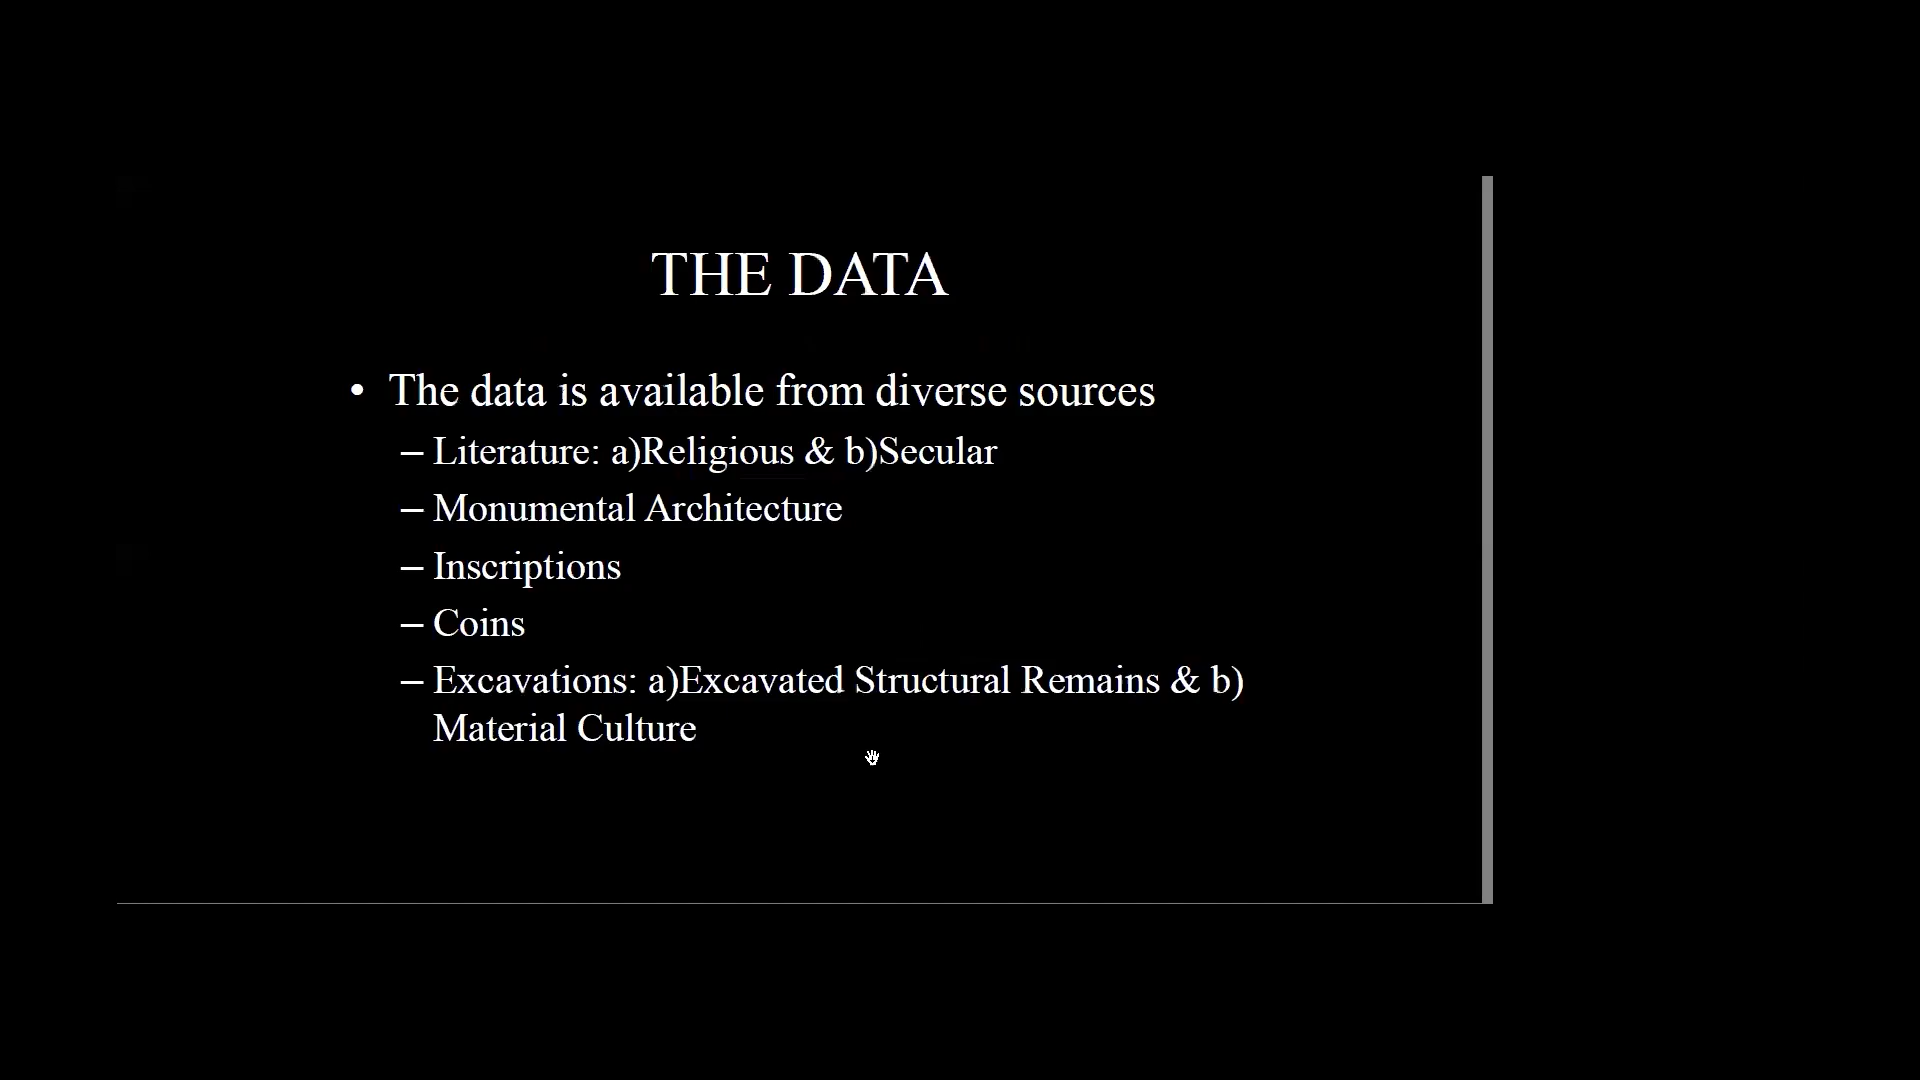 THE DATA
• The data is available from diverse sources
– Literature: a)Religious & b)Secular
– Monumental Architecture
– Inscriptions
– Coins
– Excavations: a)Excavated Structural Remains & b)
Material Culture